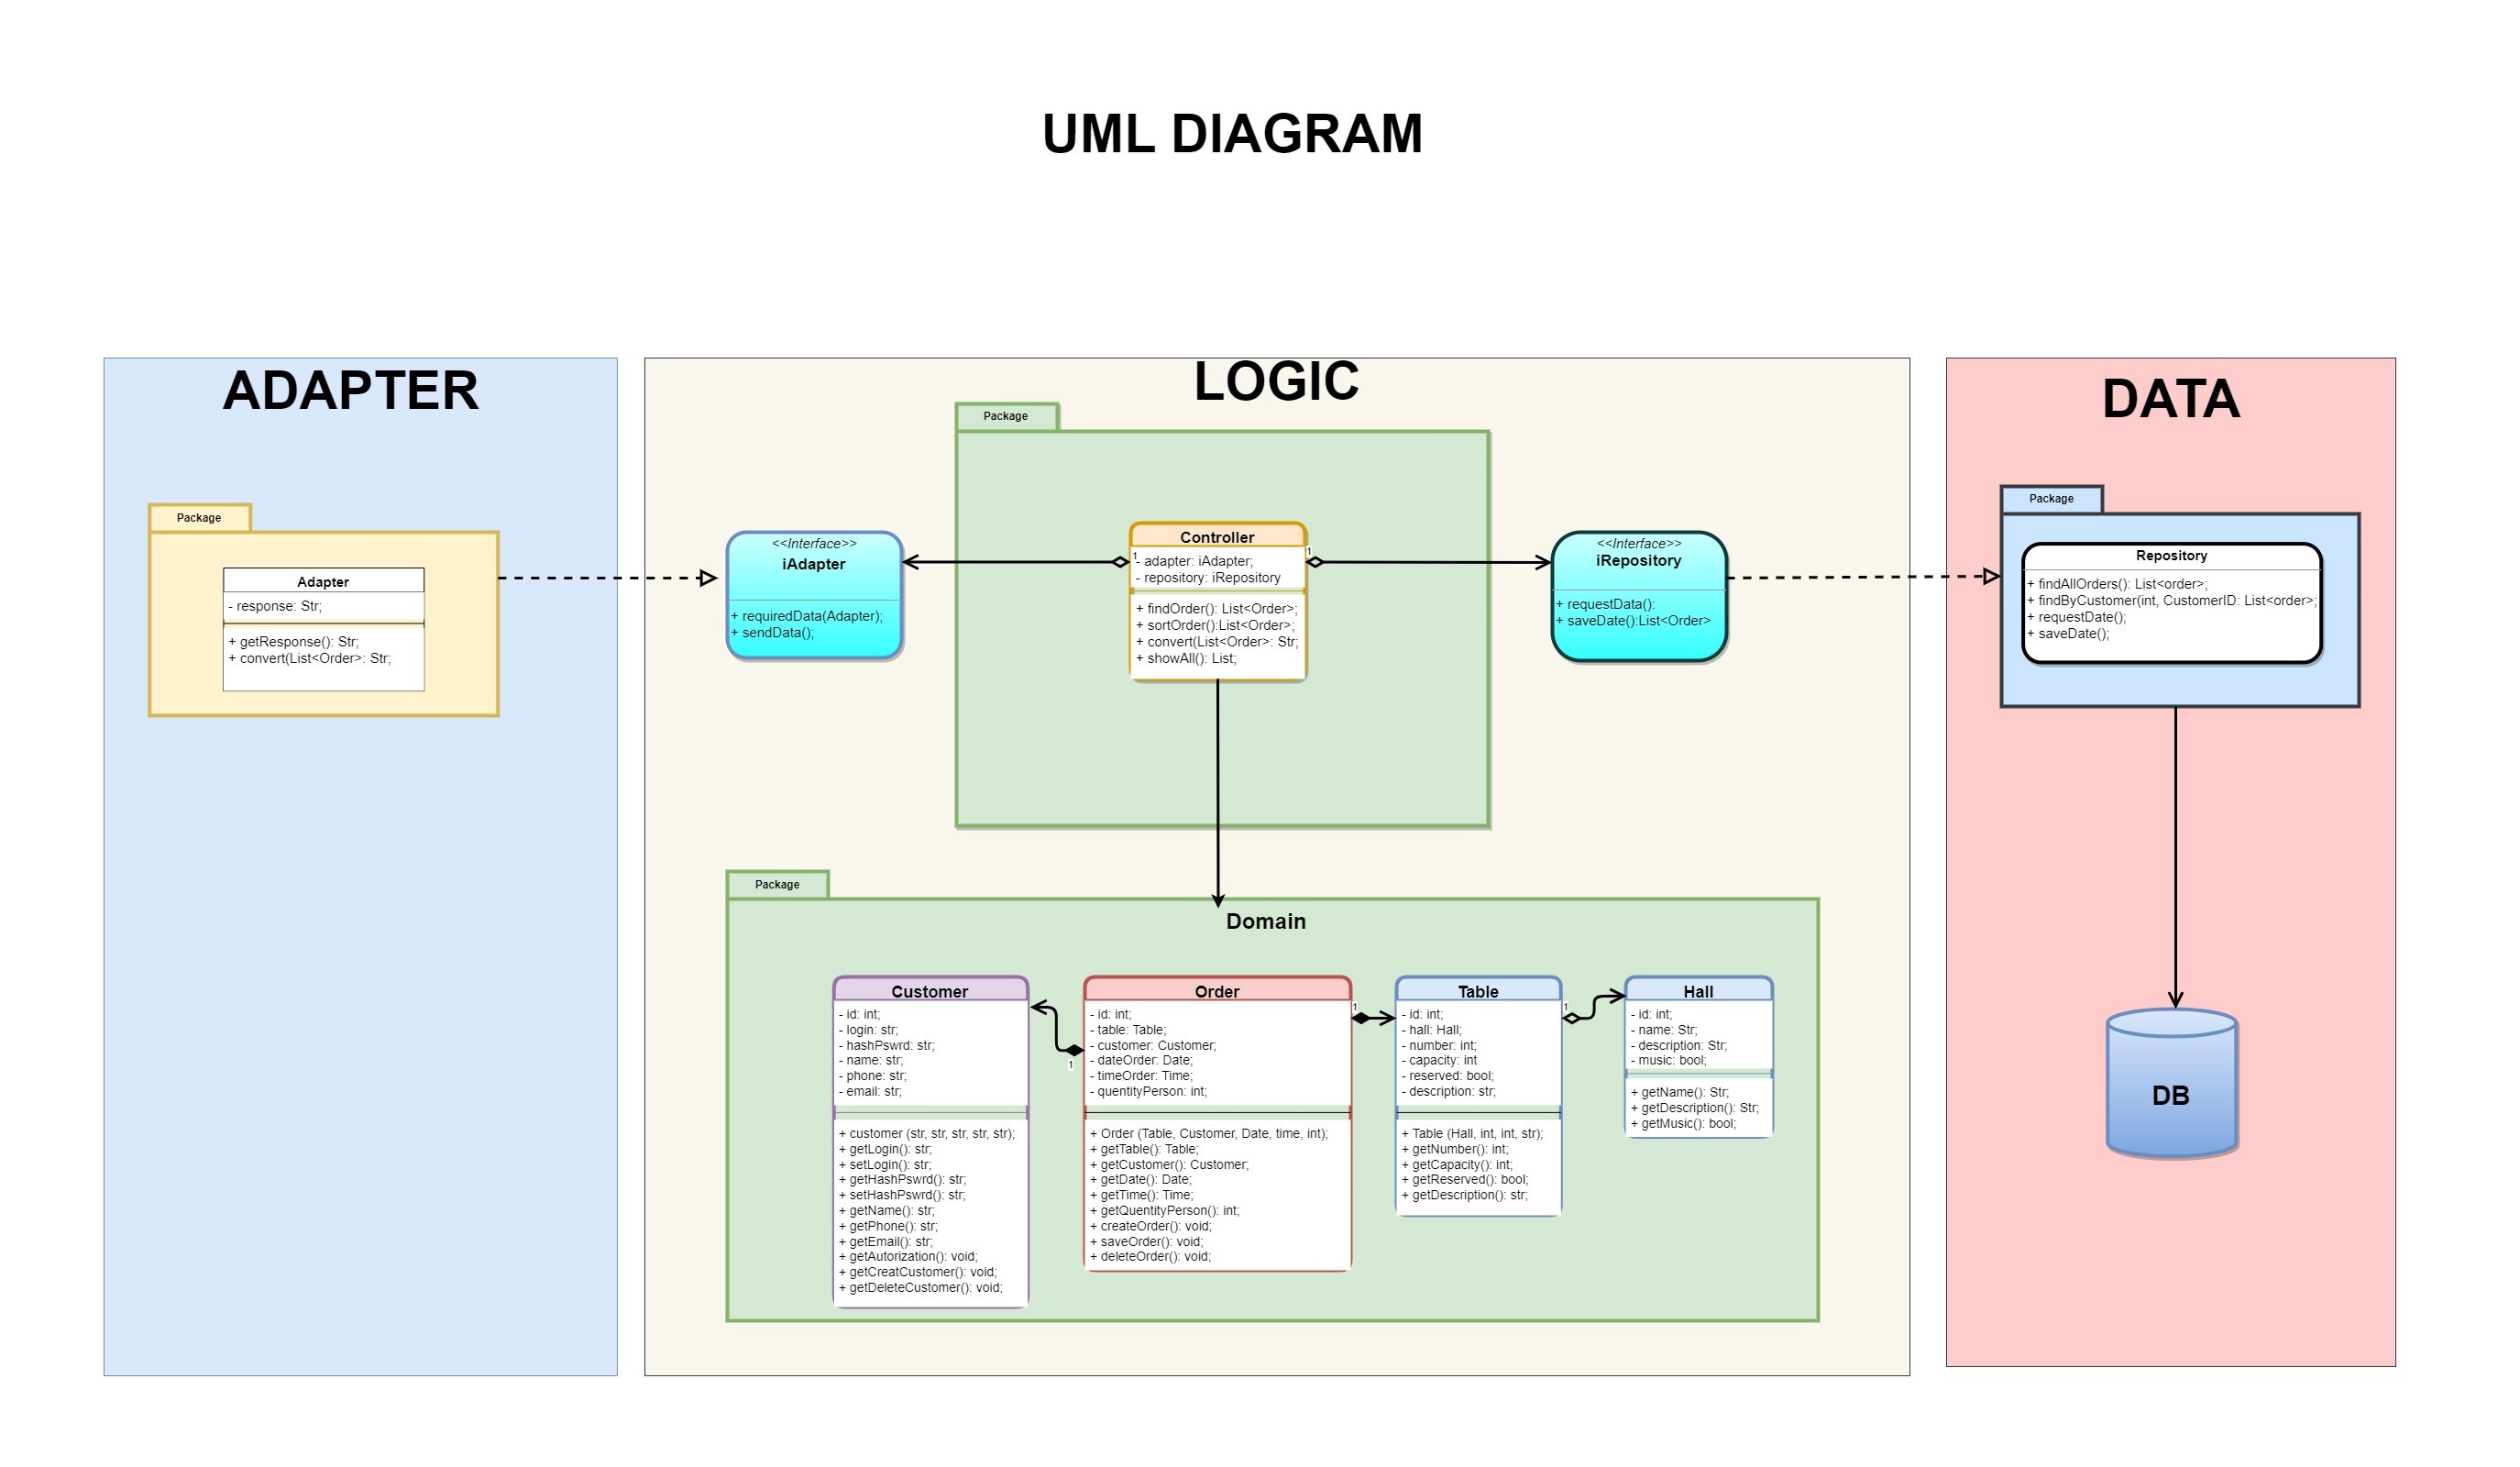 UML DIAGRAM
ADAPTER
Package
Adapter
- response: Str;
+ getResponse(): Str;
+ convert(List<Order>: Str;
LOGIC
Package
<<Interface>>
iAdapter
+ requiredData(Adapter);
+ sendData();
1
Controller
- adapter: iAdapter;
- repository: iRepository
+ findOrder(): List<Order>;
+ sortOrder():List<Order>;
+ convert(List<Order>: Str;
+ showAll(): List;
1
<<Interface>>
iRepository
+ requestData():
+ saveDate():List<Order>
Package
Domain
Customer
- id: int;
- login: str;
- hashPswrd: str;
- name: str;
- phone: str;
- email: str;
+ customer (str, str, str, str, str);
+ getLogin(): str;
+ setLogin(): str;
+ getHashPswrd(): str;
+ setHashPswrd(): str;
+ getName(): str;
+ getPhone(): str;
+ getEmail(): str;
+ getAutorization(): void;
+ getCreatCustomer(): void;
+ getDeleteCustomer(): void;
1
Order
- id: int;
- table: Table;
- customer: Customer;
- dateOrder: Date;
- timeOrder: Time;
- quentityPerson: int;
+ Order (Table, Customer, Date, time, int);
+ getTable(): Table;
+ getCustomer(): Customer;
+ getDate(): Date;
+ getTime(): Time;
+ getQuentityPerson(): int;
+ createOrder(): void;
+ saveOrder(): void;
+ deleteOrder(): void;
1
Table
- id: int;
- hall: Hall;
- number: int;
- capacity: int
- reserved: bool;
- description: str;
+ Table (Hall, int, int, str);
+ getNumber(): int;
+ getCapacity(): int;
+ getReserved(): bool;
+ getDescription(): str;
1
Hall
- id: int;
- name: Str;
- description: Str;
- music: bool;
+ getName(): Str;
+ getDescription(): Str;
+ getMusic(): bool;
DATA
Package
Repository
+ findAllOrders(): List<order>;
+ findByCustomer(int, CustomerID: List<order>;
+ requestDate();
+ saveDate();
DB